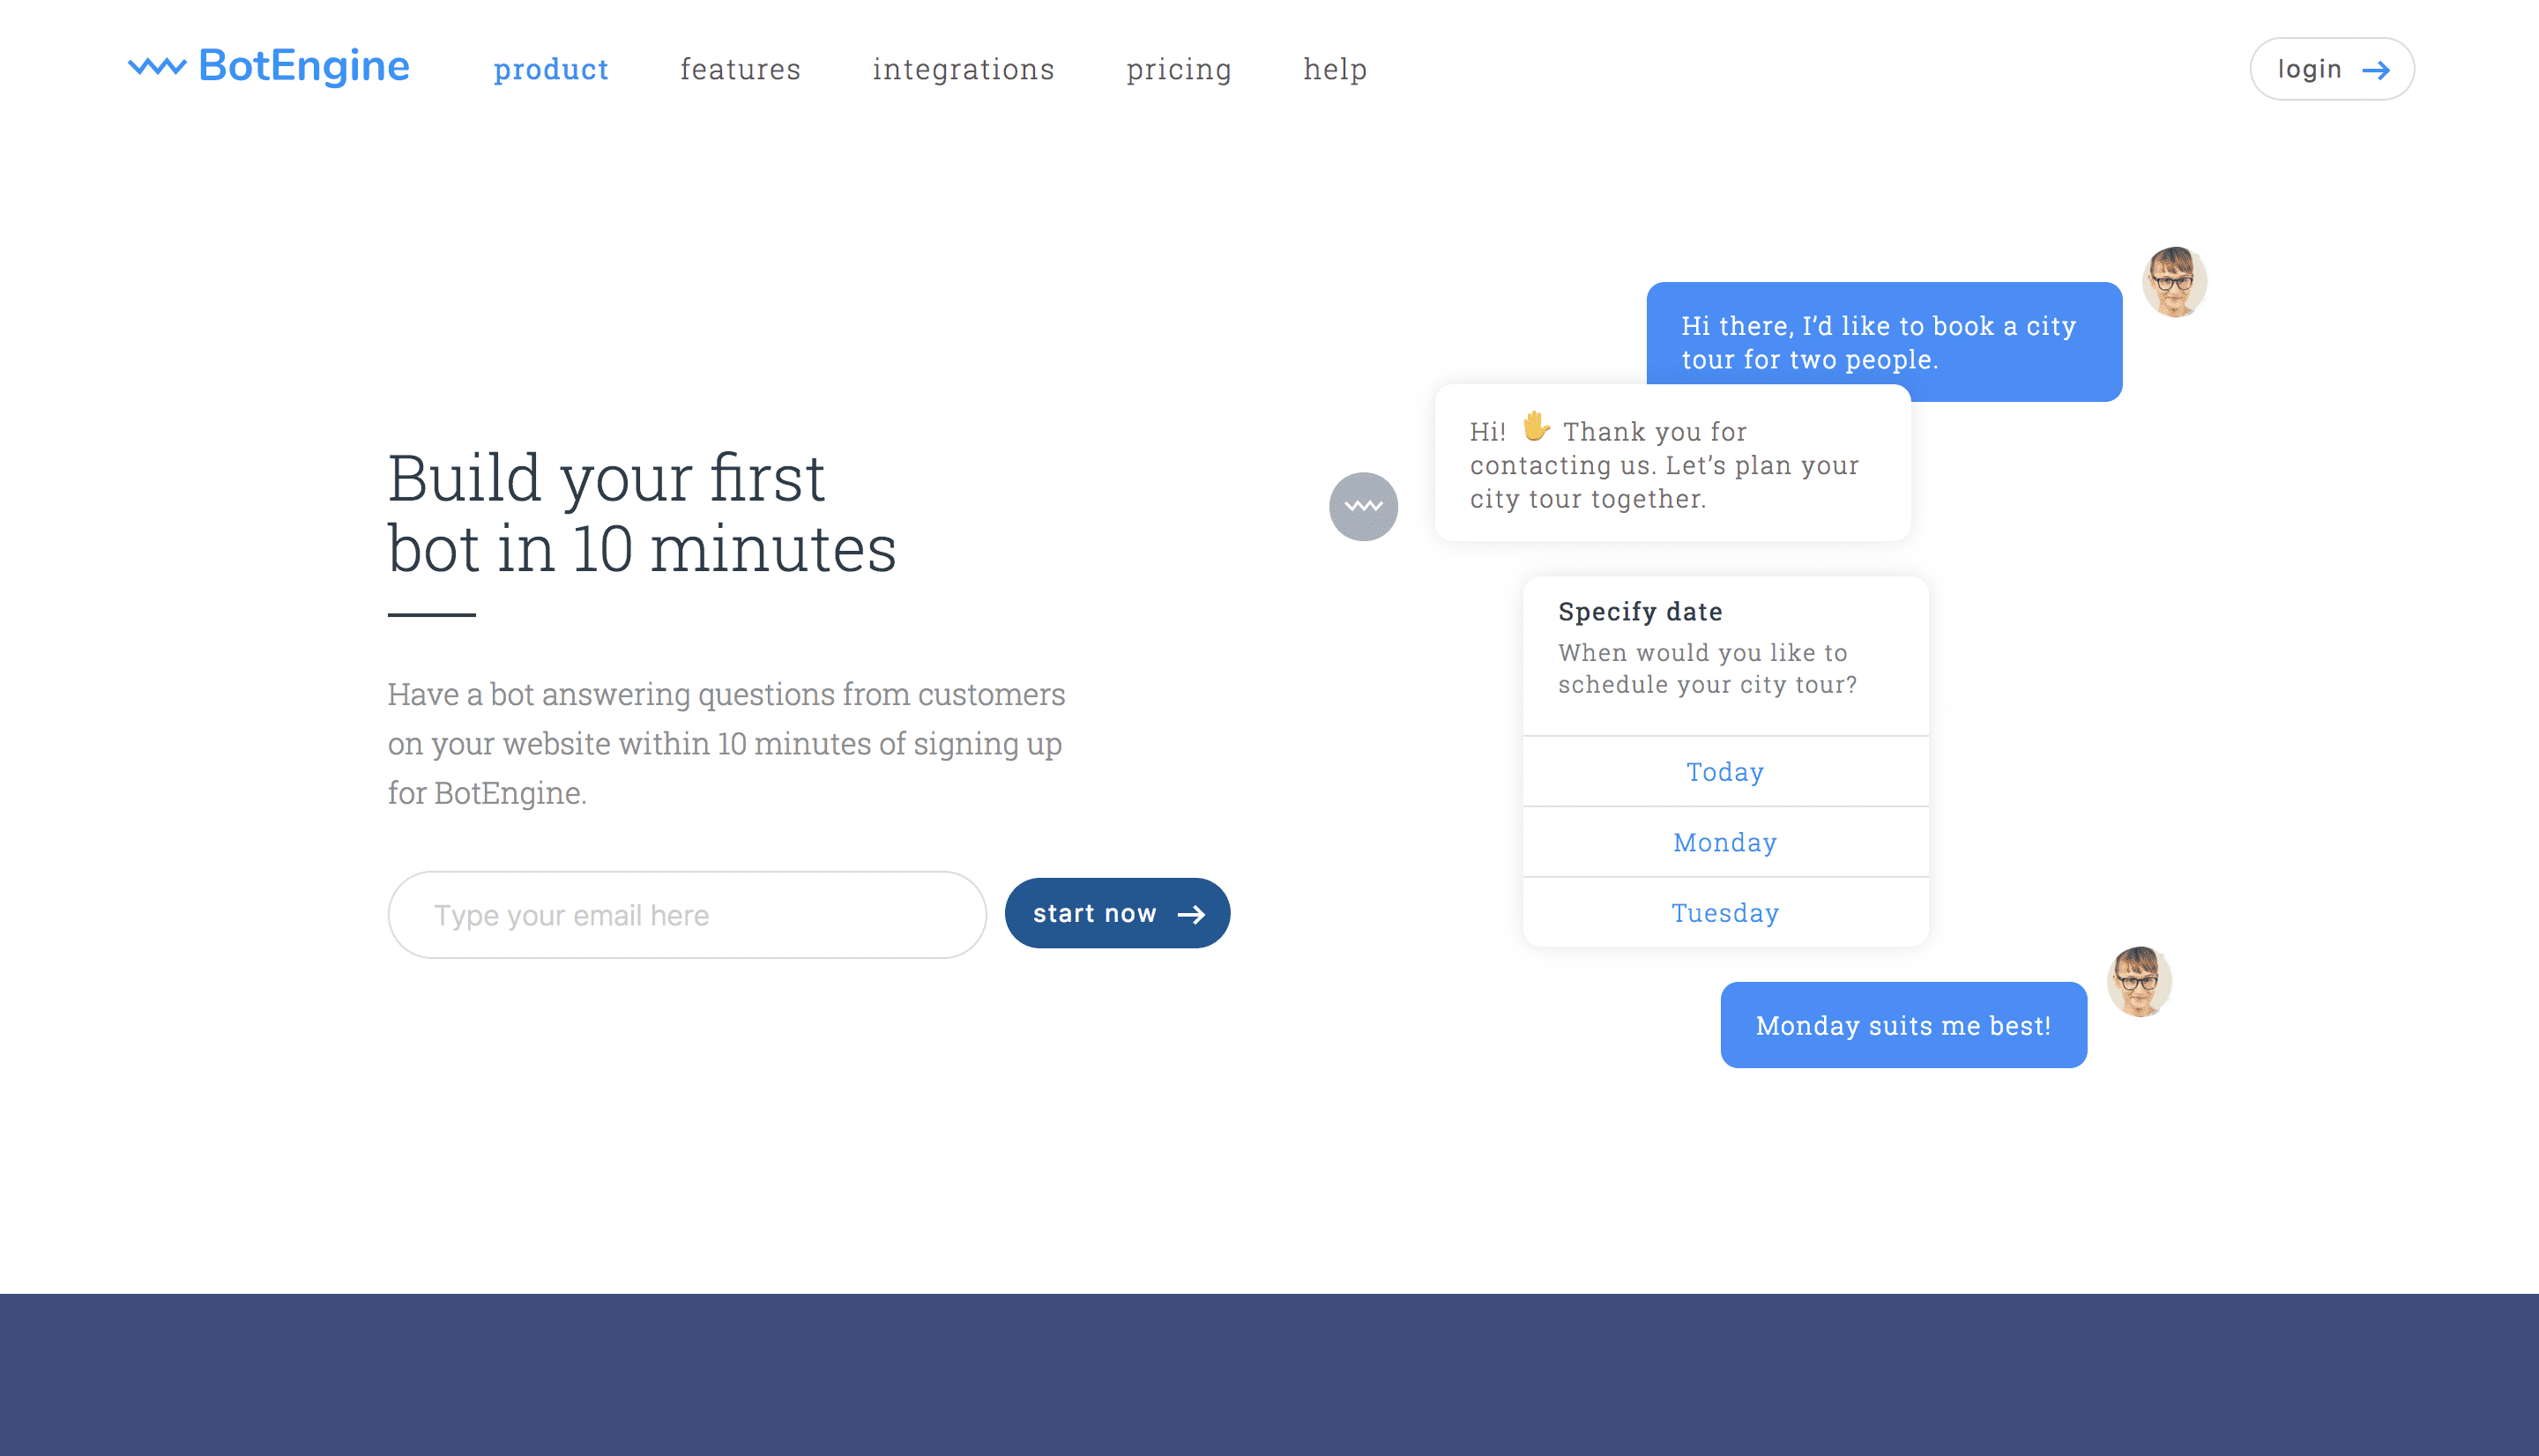 BotEngine
product
features
integrations
pricing
help
login
Build your first
bot in 10 minutes
Have a bot answering questions from customers
on your website within 10 minutes of signing up
for BotEngine.
Type your email here
start now
Hi there, I’d like to book a city
tour for two people.
Hi! ✋ Thank you for
contacting us. Let’s plan your
city tour together.
Specify date
When would you like to
schedule your city tour?
Today
Monday
Tuesday
Monday suits me best!